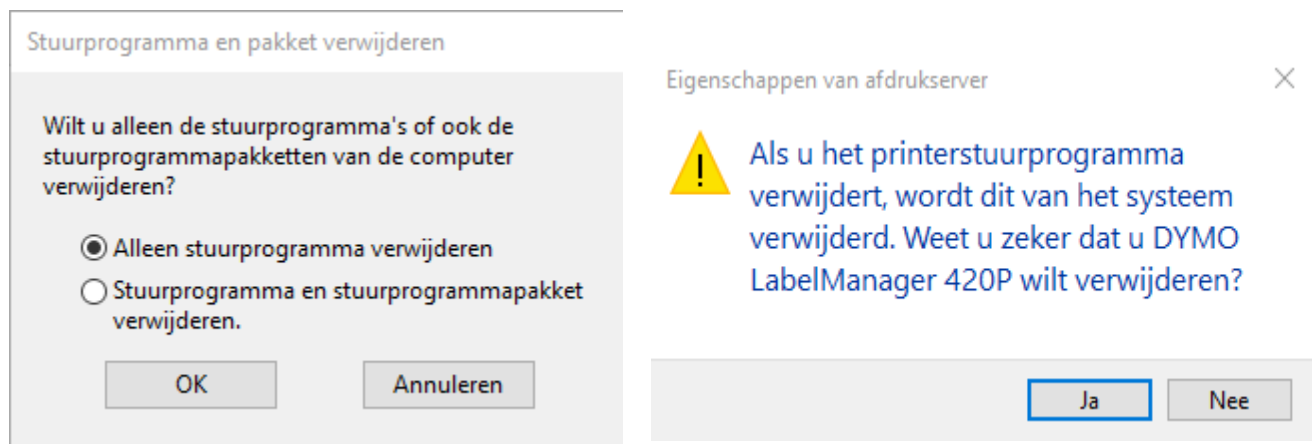 Stuurprogramma en pakket verwijderen
Wilt u alleen de stuurprogramma's of ook de
stuurprogrammapakketten van de computer
verwijderen?
Alleen stuurprogramma verwijderen
Stuurprogramma en stuurprogrammapakket
verwijderen.
OK
Annuleren
Eigenschappen van afdrukserver
Als u het printerstuurprogramma
verwijdert, wordt dit van het systeem
verwijderd. Weet u zeker dat u DYMO
LabelManager 420P wilt verwijderen?
Ja
Nee